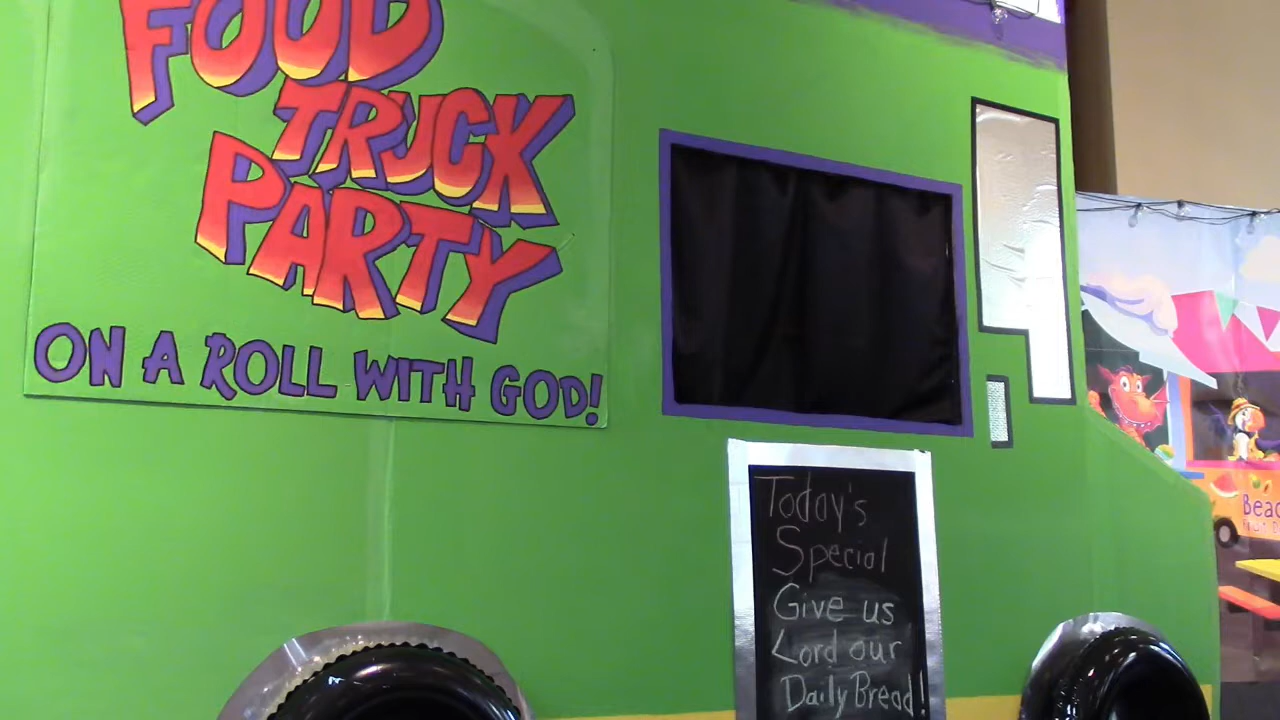 FOOD
TRUCK
PARTY
ON A ROLL WITH GOD!
Today's
Special
Give us
Lord our
Daily Bread!